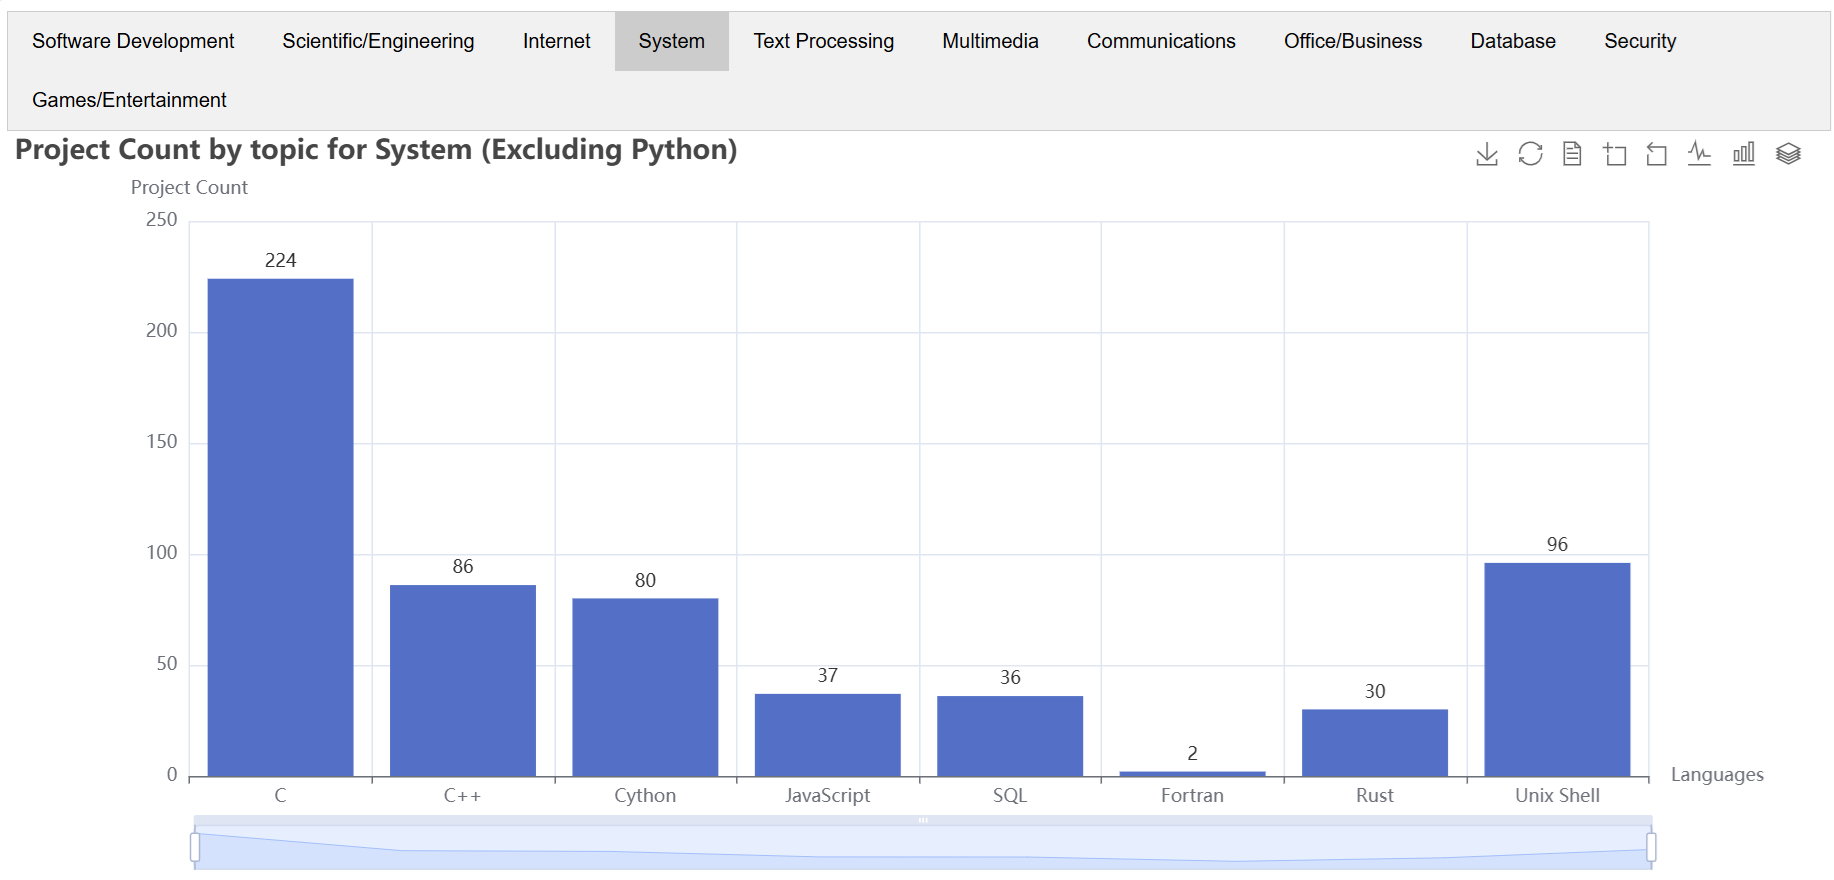 Software Development Scientific/Engineering Internet System Text Processing Multimedia Communications Office/Business Database Security
Games/Entertainment
Project Count by topic for System (Excluding Python)
Project Count
250
200
150
100
50
0
224
86
80
37
36
2
30
96
C C++ Cython JavaScript SQL Fortran Rust Unix Shell
Languages